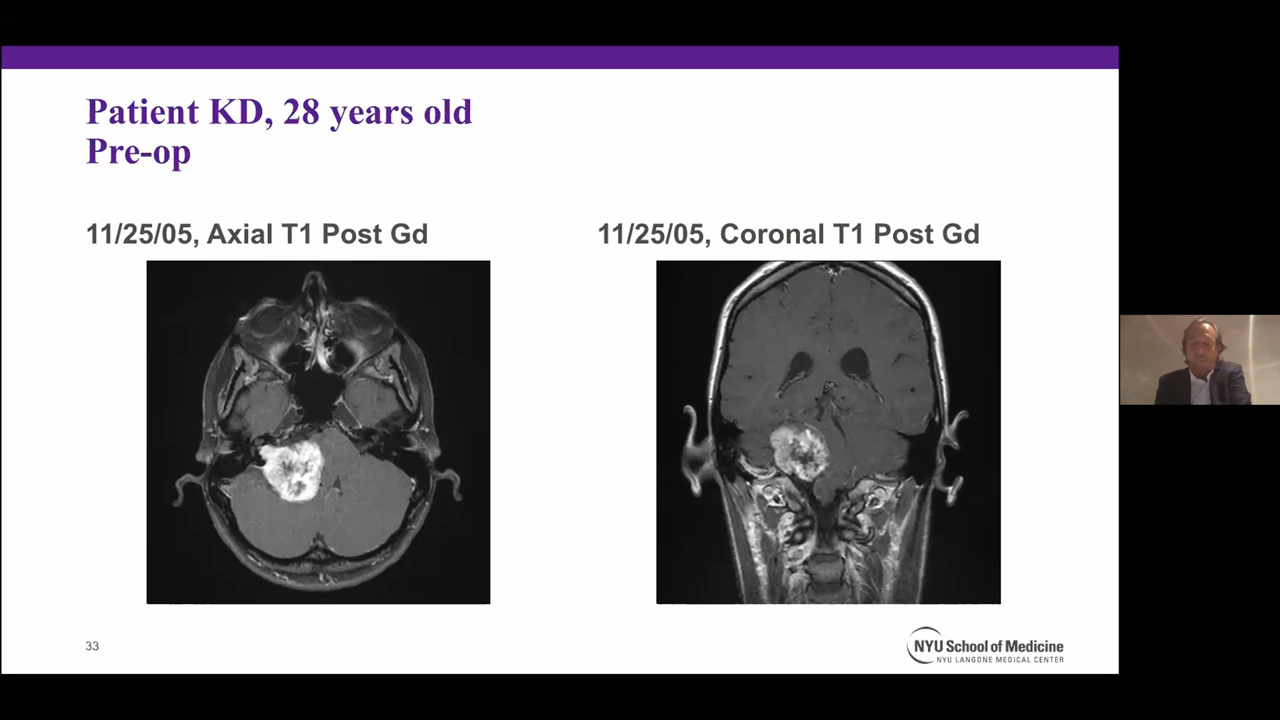 Patient KD, 28 years old
Pre-op
11/25/05, Axial T1 Post Gd
11/25/05, Coronal T1 Post Gd
33
NYU School of Medicine
NYU LANGONE MEDICAL CENTER